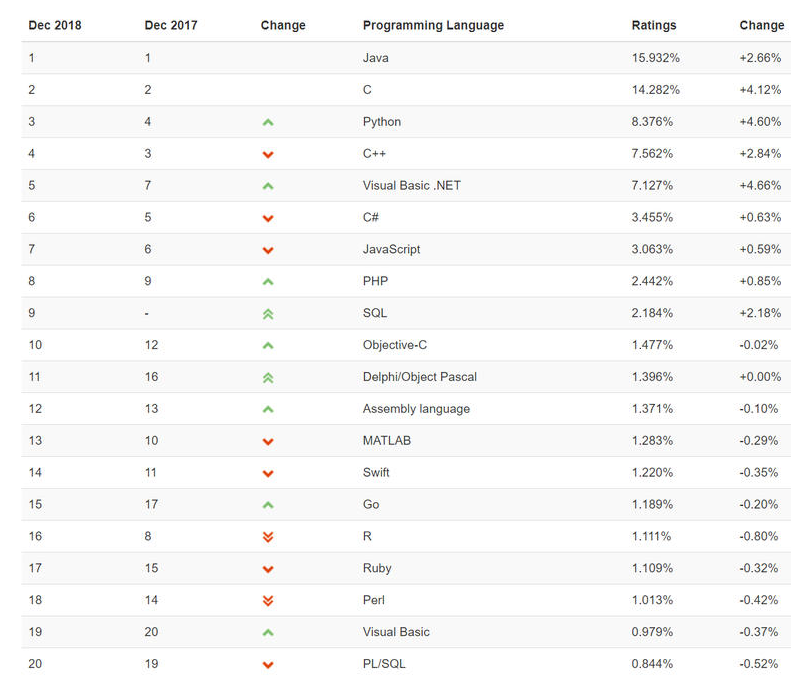 Dec 2018 Dec 2017 Change Programming Language Ratings Change
1 1 Java 15.932% +2.66%
2 2 C 14.282% +4.12%
3 4 Python 8.376% +4.60%
4 3 C++ 7.562% +2.84%
5 7 Visual Basic .NET 7.127% +4.66%
6 5 C# 3.455% +0.63%
7 6 JavaScript 3.063% +0.59%
8 9 PHP 2.442% +0.85%
9 - SQL 2.184% +2.18%
10 12 Objective-C 1.477% -0.02%
11 16 Delphi/Object Pascal 1.396% +0.00%
12 13 Assembly language 1.371% -0.10%
13 10 MATLAB 1.283% -0.29%
14 11 Swift 1.220% -0.35%
15 17 Go 1.189% -0.20%
16 8 R 1.111% -0.80%
17 15 Ruby 1.109% -0.32%
18 14 Perl 1.013% -0.42%
19 20 Visual Basic 0.979% -0.37%
20 19 PL/SQL 0.844% -0.52%